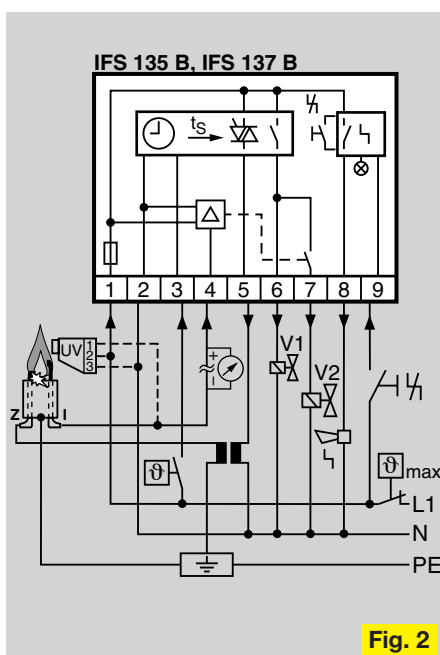 IFS 135 B, IFS 137 B
tS
1 2 3 4 5 6 7 8 9
UV 1
2
3
+
-
V1
V2
Z I
ϑ
ϑ max
L1
N
PE
Fig. 2